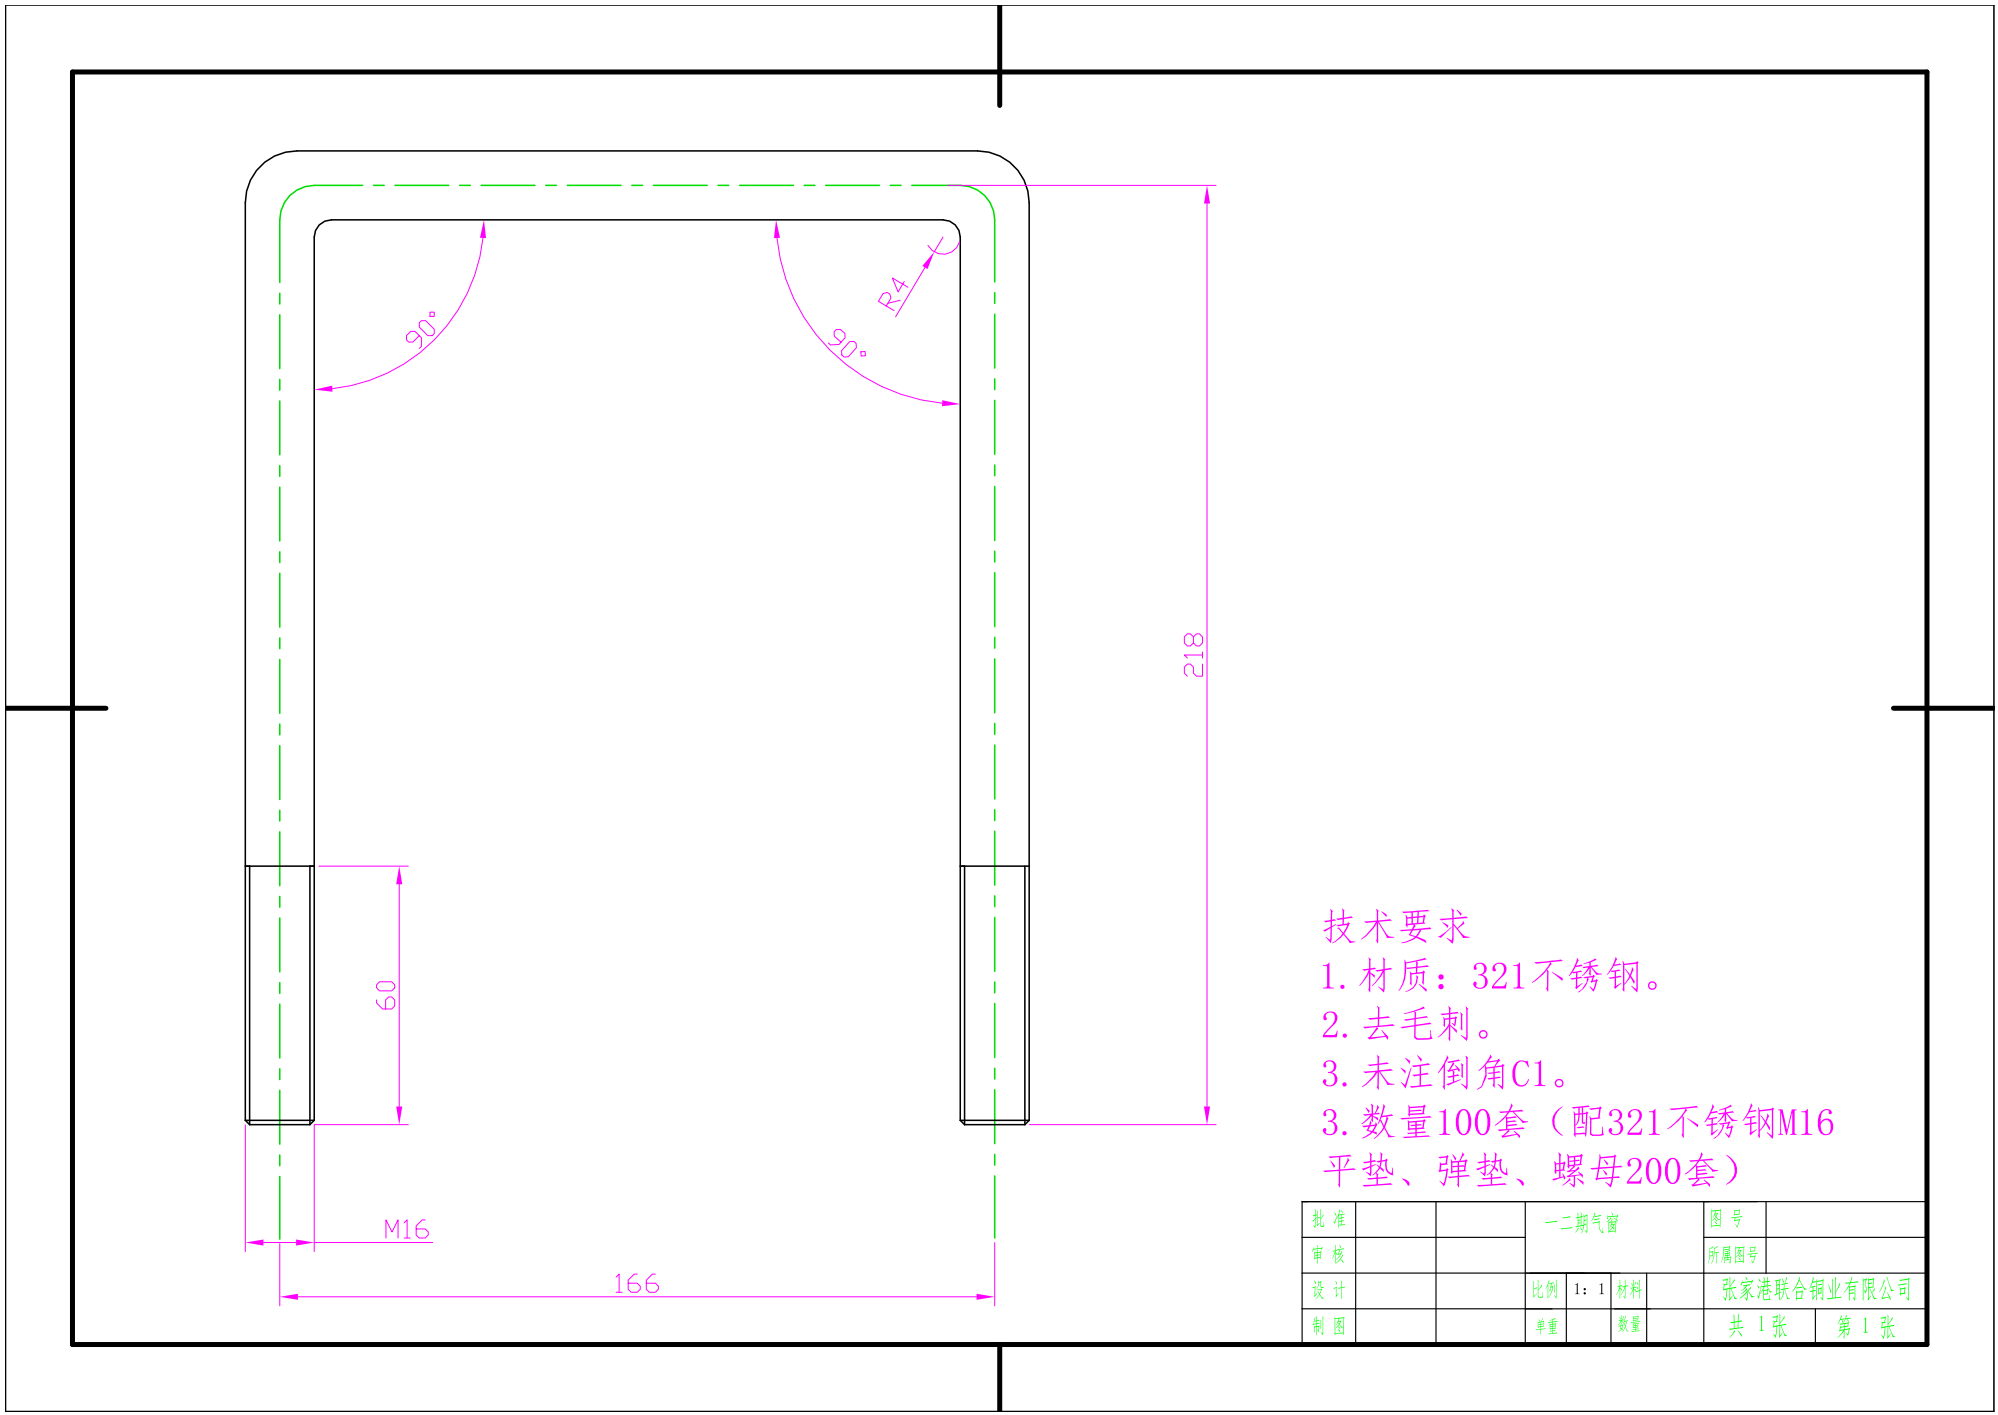 90°
90°
R4
218
60
M16
166
技术要求
1.材质：321不锈钢。
2.去毛刺。
3.未注倒角C1。
3.数量100套（配321不锈钢M16
平垫、弹垫、螺母200套）
批 准 一二期气窗 图 号
审 核 所属图号
设 计 比例 1：1 材料 张家港联合铜业有限公司
制 图 单重 数量 共 1 张 第 1 张